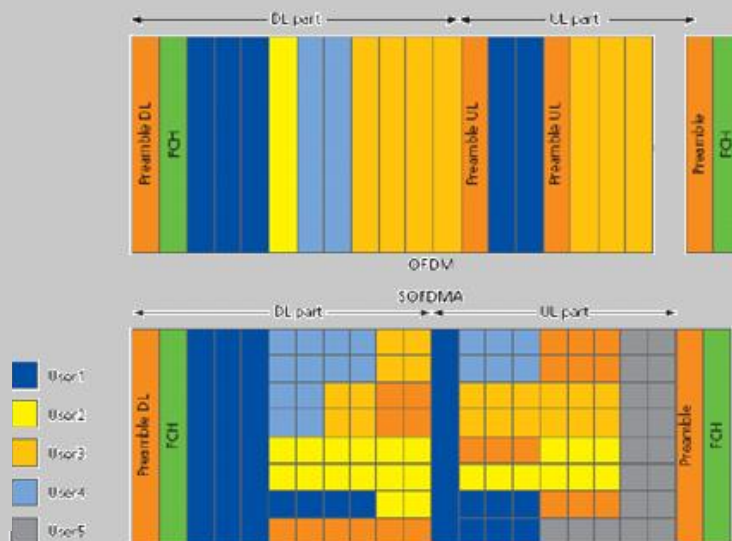 DL part
UL part
Preamble DL
FCH
Preamble UL
Preamble UL
Preamble
FCH
OFDM
SOFDMA
DL part
UL part
Preamble DL
FCH
Preamble
FCH
User1
User2
User3
User4
User5